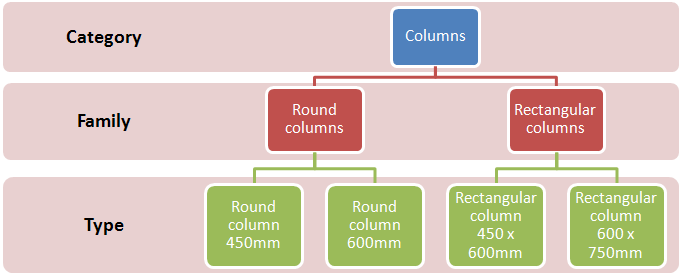 Category
Columns
Family
Round
columns
Rectangular
columns
Type
Round
column
450mm
Round
column
600mm
Rectangular
column
450 x
600mm
Rectangular
column
600 x
750mm